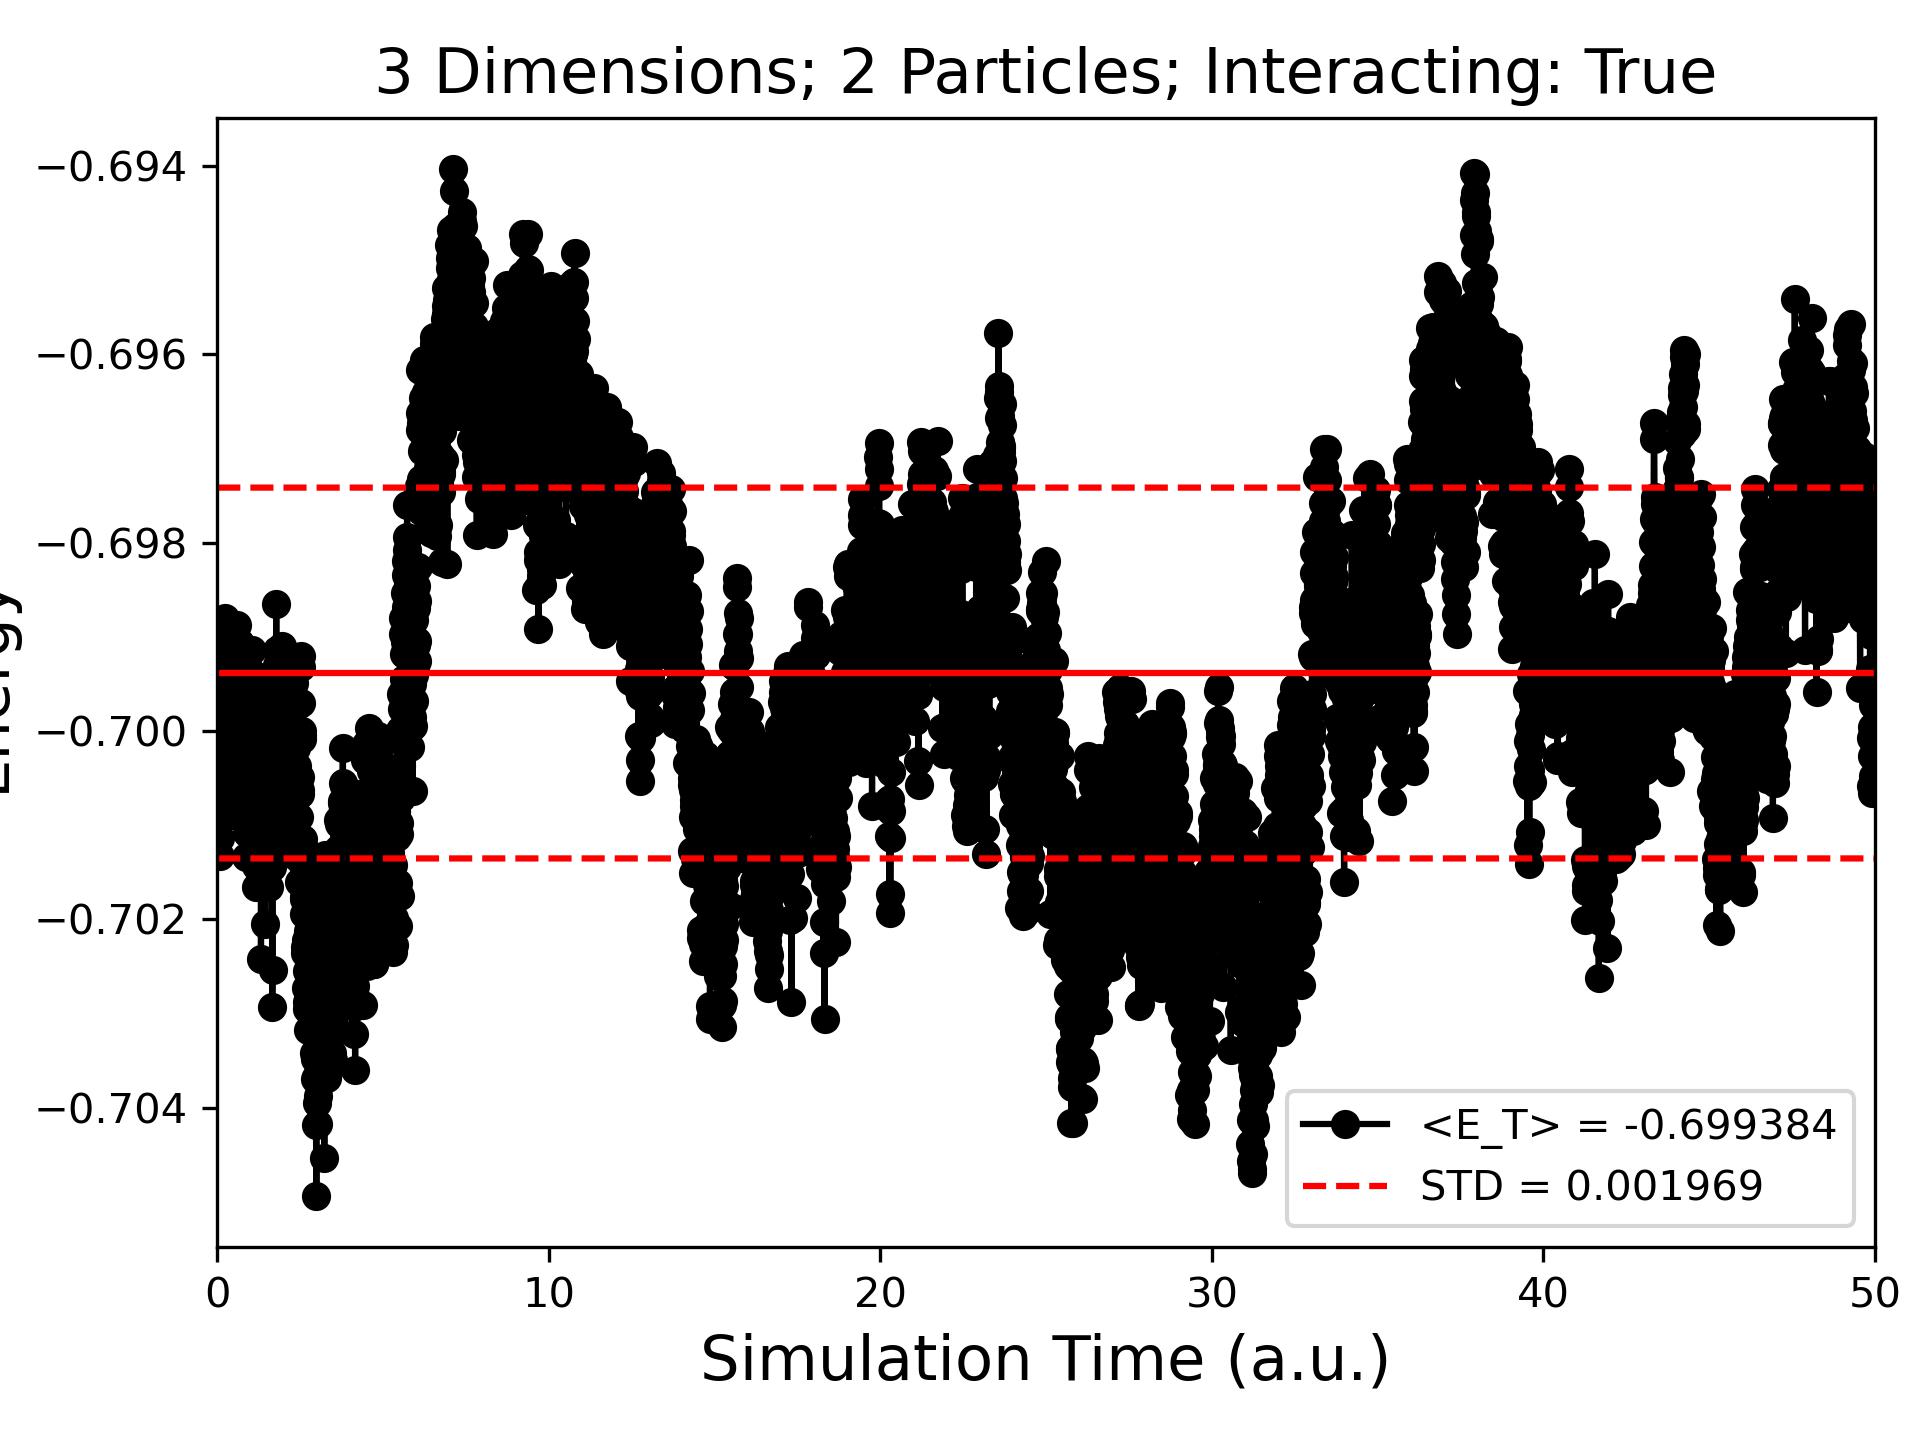 3 Dimensions; 2 Particles; Interacting: True
Energy
−0.694
−0.696
−0.698
−0.700
−0.702
−0.704
<E_T> = -0.699384
STD = 0.001969
0 10 20 30 40 50
Simulation Time (a.u.)